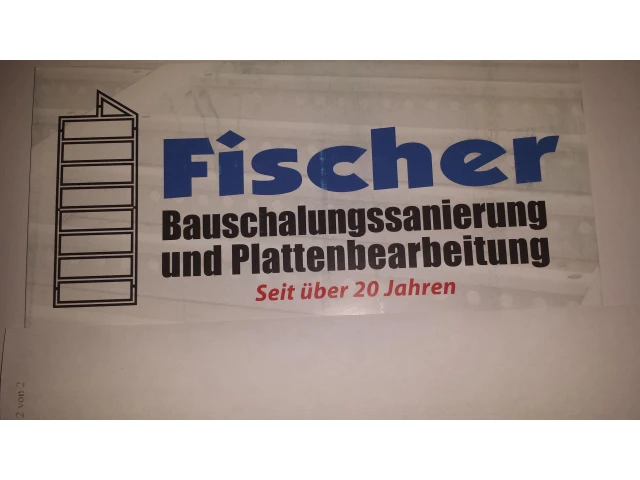 Fischer
Bauschalungssanierung
und Plattenbearbeitung
Seit über 20 Jahren
2 von 2